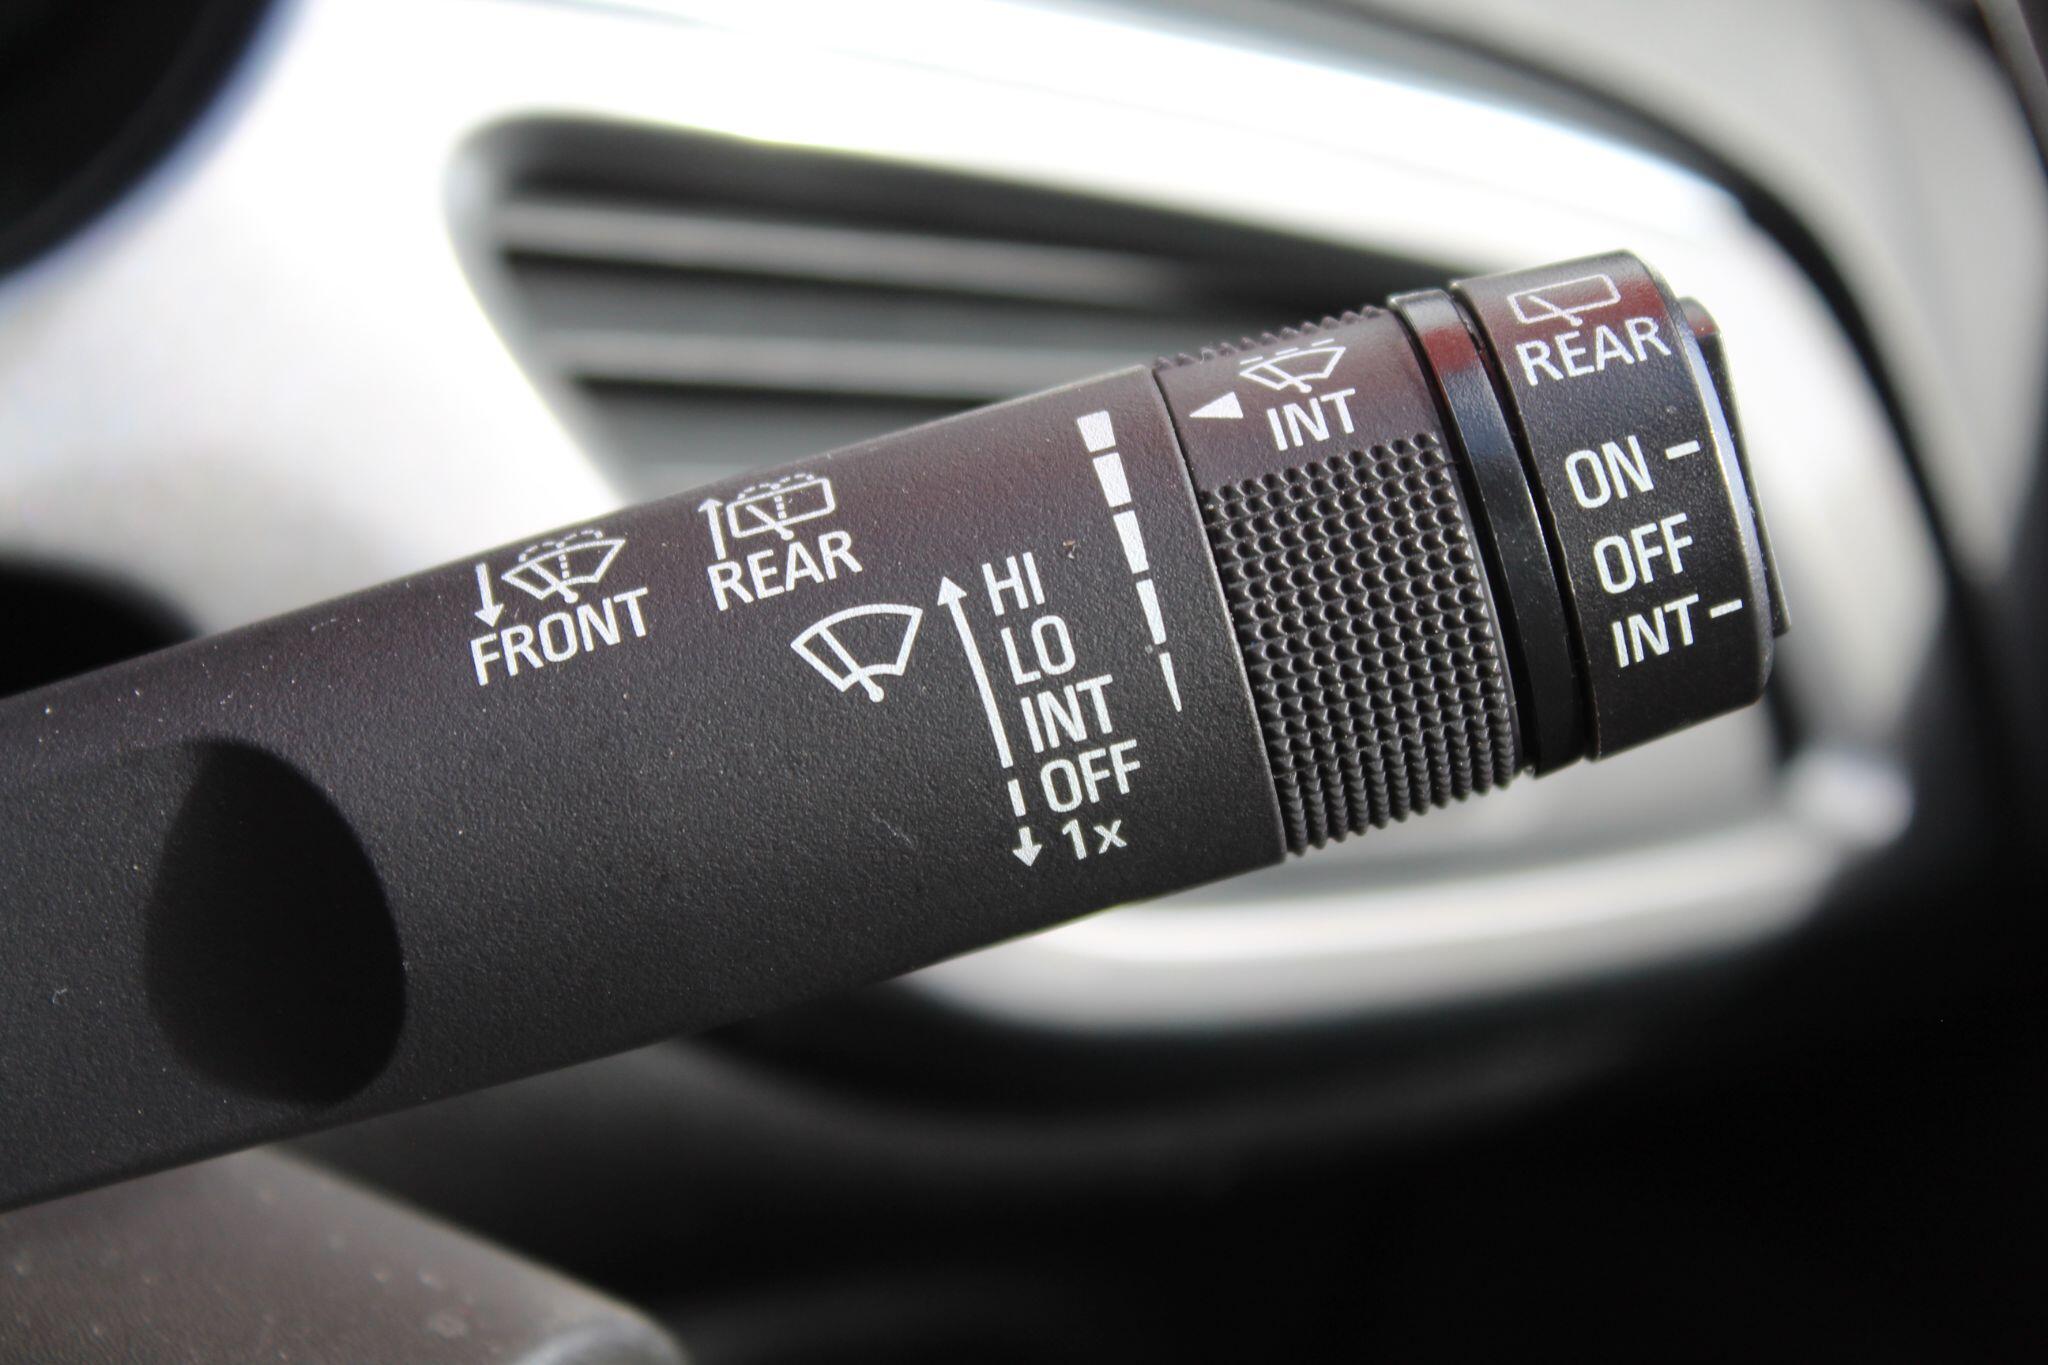 FRONT
REAR
HI
LO
INT
OFF
1x
INT
REAR
ON
OFF
INT